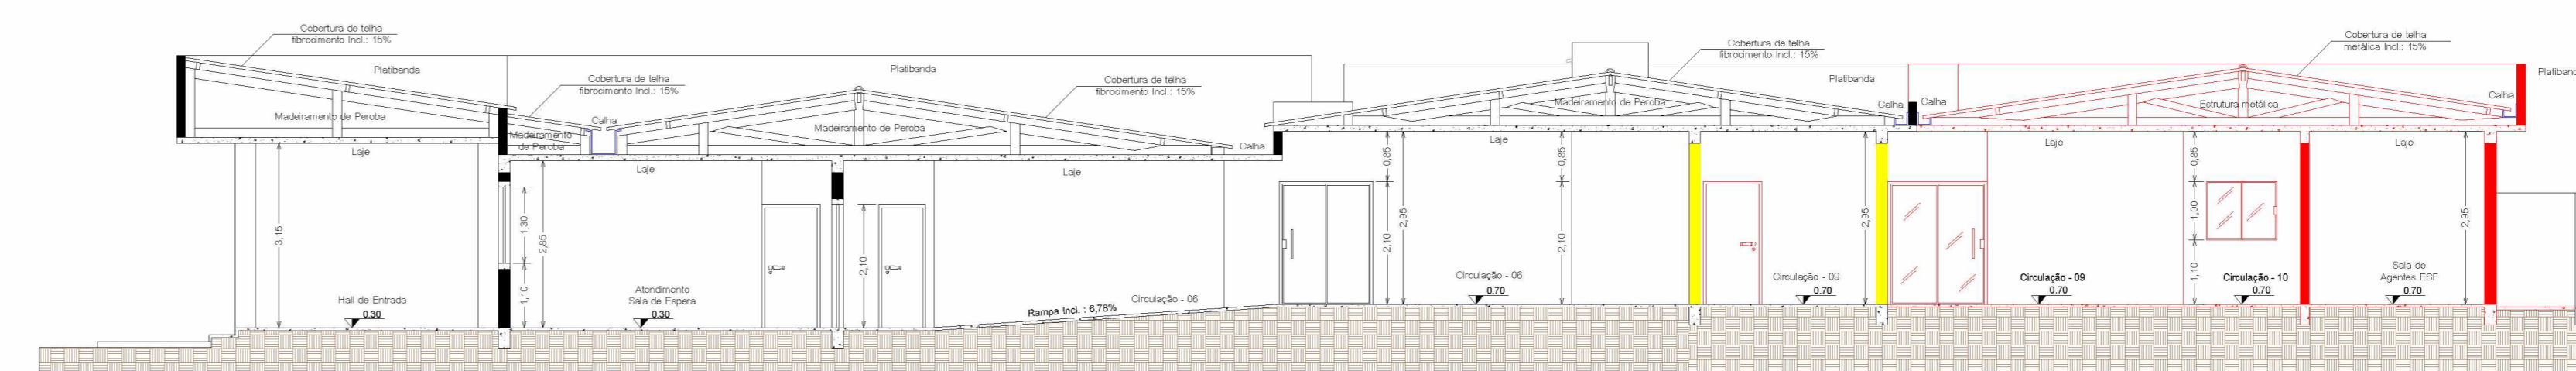 Cobertura de telha
fibrocimento Incl.: 15%
Platibanda
Madeiramento de Peroba
Laje
3,15
Hall de Entrada
0.30
Cobertura de telha
fibrocimento Incl.: 15%
Calha
Madeiramento
de Peroba
Madeiramento de Peroba
Platibanda
Laje
1,30
1,10
2,85
Atendimento
Sala de Espera
0.30
2,10
Cobertura de telha
fibrocimento Incl.: 15%
Calha
Laje
Rampa Incl. : 6,78%
Circulação - 06
Cobertura de telha
fibrocimento Incl.: 15%
Platibanda
Madeiramento de Peroba
Calha
Laje
0,85
2,10
2,95
0,85
2,10
Circulação - 06
0.70
Circulação - 09
0.70
2,95
Cobertura de telha
metálica Incl.: 15%
Platiband
Calha
Calha
Estrutura metálica
Laje
Laje
0,85
1,00
1,10
2,95
Circulação - 09
0.70
Circulação - 10
0.70
Sala de
Agentes ESF
0.70